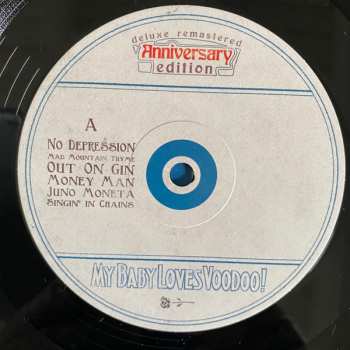 deluxe remastered
Anniversary
edition
A
No Depression
Mad Mountain Thyme
Out On Gin
Money Man
Juno Moneta
Singin' in Chains
My Baby Loves Voodoo!